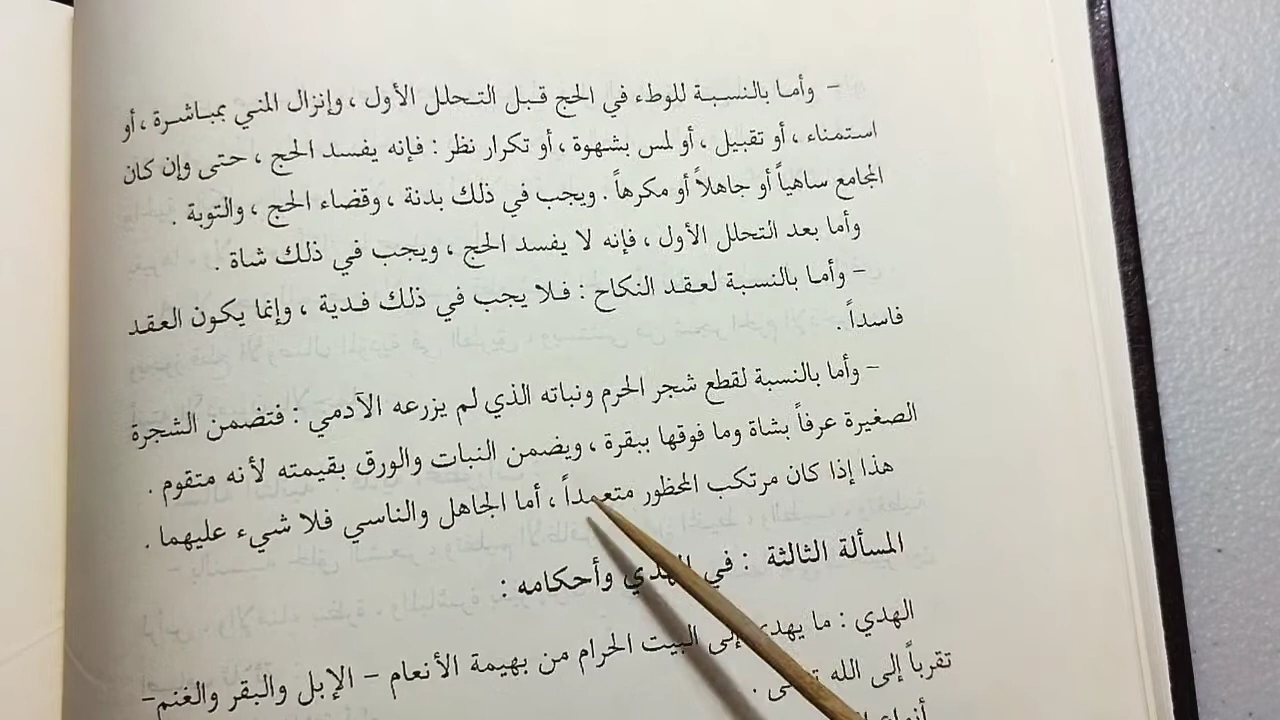 - وأما بالنسبة للوطء في الحج قبل التحلل الأول ، وإنزال المني بمباشرة ، أو
استمناء ، أو تقبيل ، أو لمس بشهوة ، أو تكرار نظر : فإنه يفسد الحج ، حتى وإن كان
المجامع ساهياً أو جاهلاً أو مكرهاً . ويجب في ذلك بدنة ، وقضاء الحج ، والتوبة .
وأما بعد التحلل الأول ، فإنه لا يفسد الحج ، ويجب في ذلك شاة .
- وأما بالنسبة لعقد النكاح : فلا يجب في ذلك فدية ، وإنما يكون العقد
فاسداً .
- وأما بالنسبة لقطع شجر الحرم ونباته الذي لم يزرعه الآدمي : فتضمن الشجرة
الصغيرة عرفاً بشاة وما فوقها ببقرة ، ويضمن النبات والورق بقيمته لأنه متقوم .
هذا إذا كان مرتكب المحظور متعمداً ، أما الجاهل والناسي فلا شيء عليهما .
المسألة الثالثة : في الهدي وأحكامه :
الهدي : ما يهدى إلى البيت الحرام من بهيمة الأنعام - الإبل والبقر والغنم-
تقرباً إلى الله تعالى .
أنواع